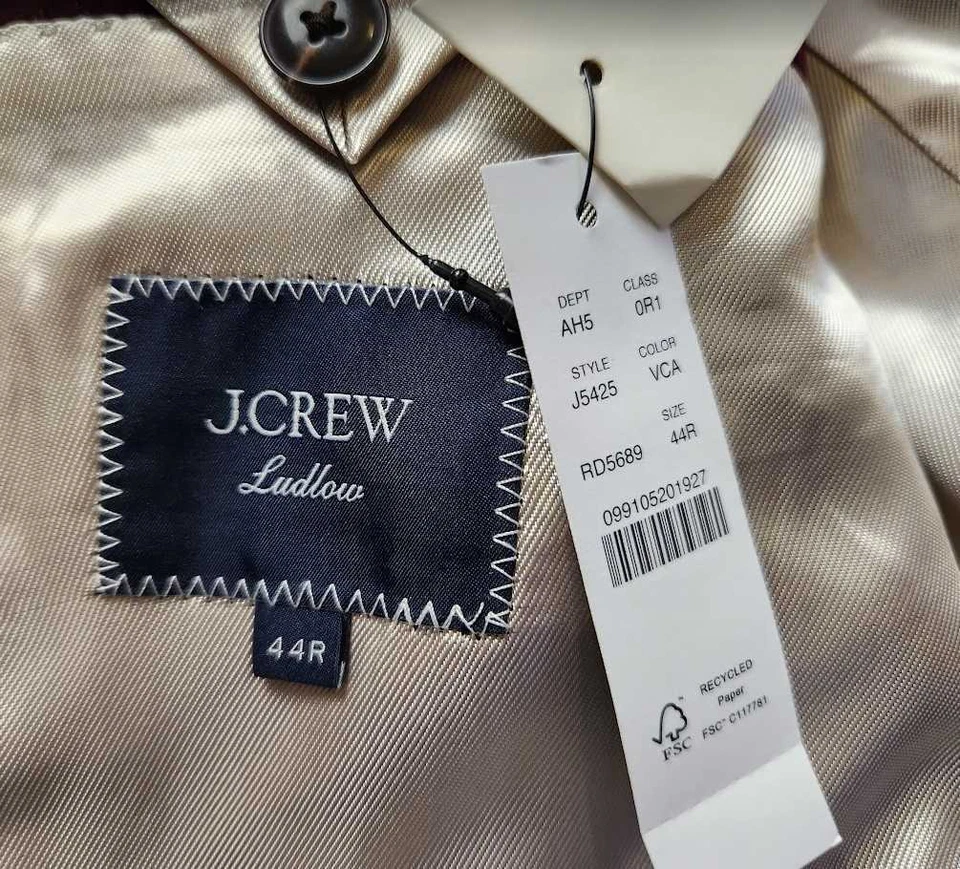 J.CREW
Ludlow
44R
DEPT CLASS
AH5 0R1
STYLE COLOR
J5425 VCA
SIZE
RD5689 44R
099105201927
RECYCLED
Paper
FSC™ C117781
FSC